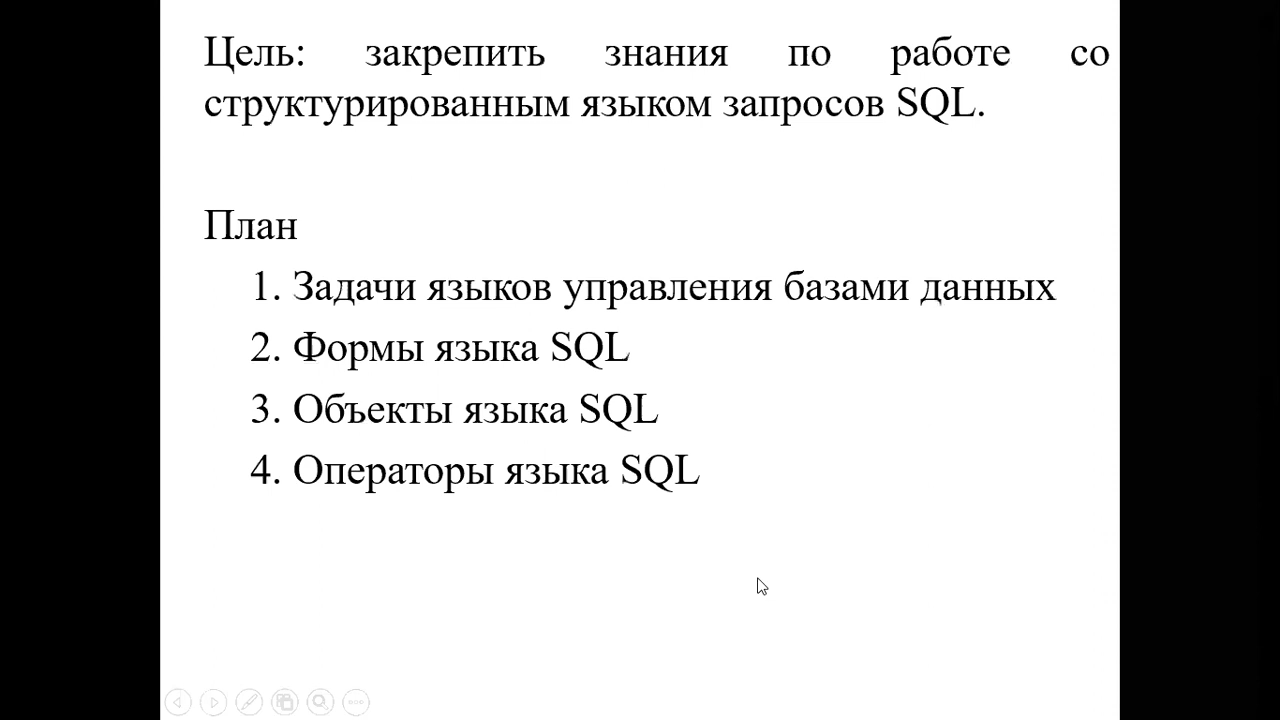 Цель: закрепить знания по работе со
структурированным языком запросов SQL.
План
1. Задачи языков управления базами данных
2. Формы языка SQL
3. Объекты языка SQL
4. Операторы языка SQL